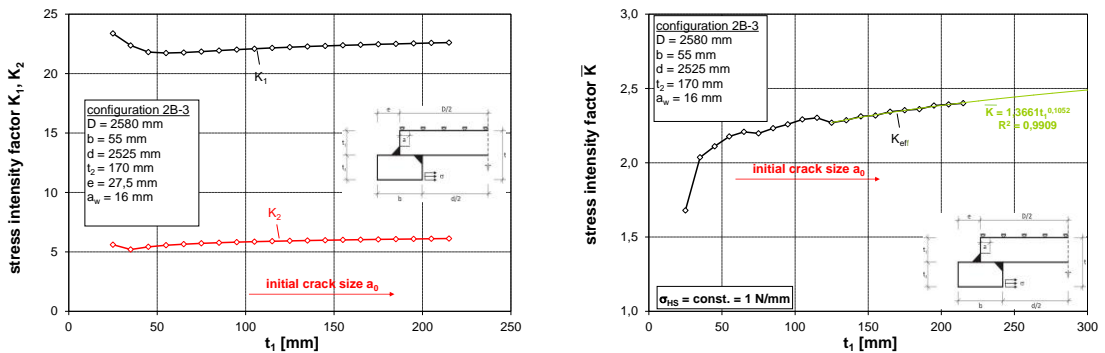 stress intensity factor K1, K2
25
20
15
10
5
0
configuration 2B-3
D = 2580 mm
b = 55 mm
d = 2525 mm
t2 = 170 mm
e = 27,5 mm
aw = 16 mm
K1
K2
e
D/2
a
t1
t2
t
σ
b
d/2
initial crack size a0
0 50 100 150 200 250
t1 [mm]
stress intensity factor K̅
3,0
2,5
2,0
1,5
1,0
configuration 2B-3
D = 2580 mm
b = 55 mm
d = 2525 mm
t2 = 170 mm
aw = 16 mm
K̅ = 1,3661t1^0,1052
R² = 0,9909
Keff
initial crack size a0
e
D/2
a
t1
t2
t
σ
b
d/2
σHS = const. = 1 N/mm
0 50 100 150 200 250 300
t1 [mm]